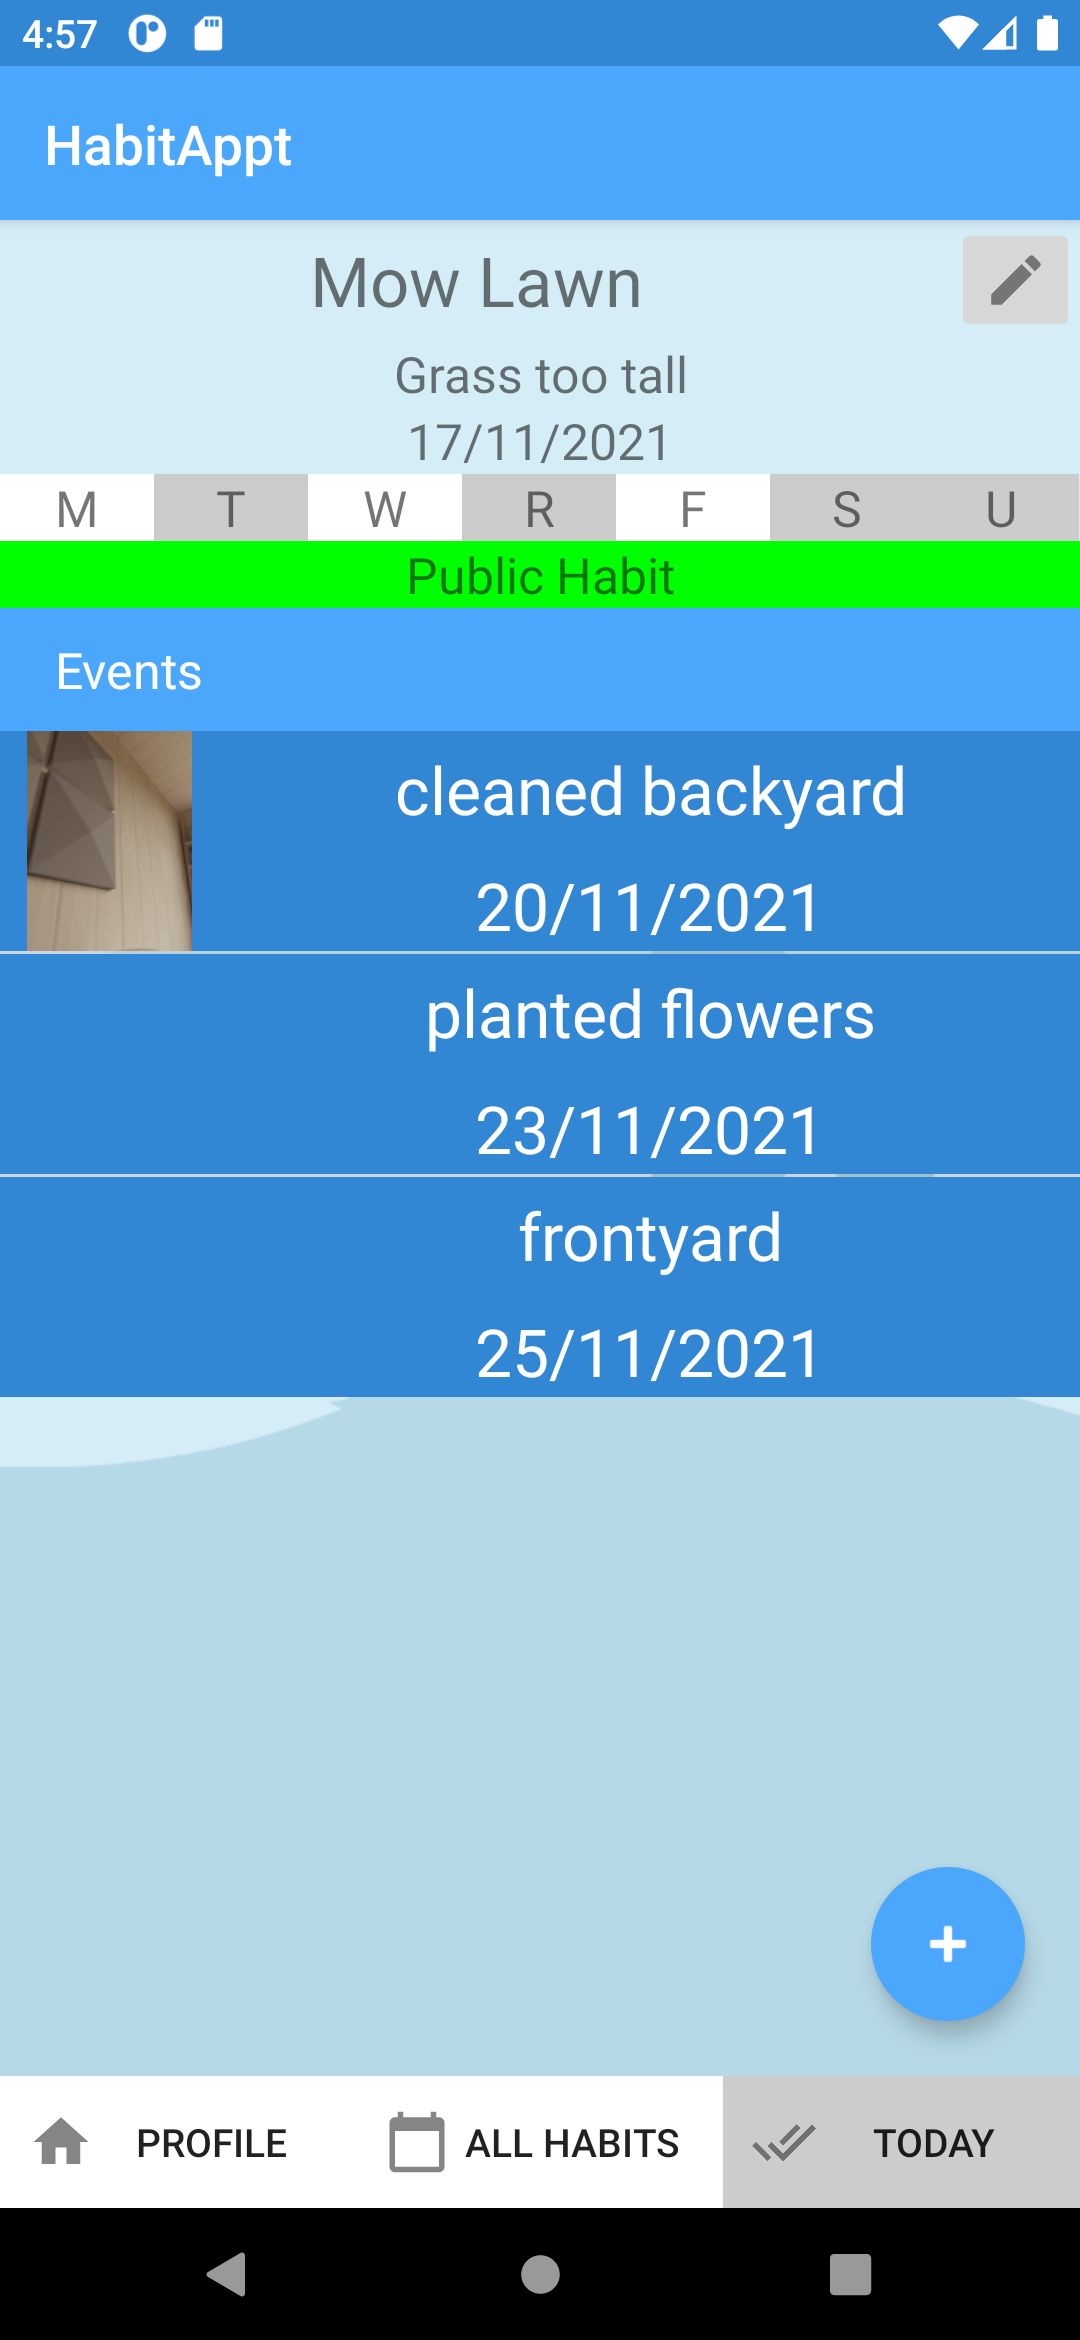 4:57
HabitAppt
Mow Lawn
Grass too tall
17/11/2021
M T W R F S U
Public Habit
Events
cleaned backyard
20/11/2021
planted flowers
23/11/2021
frontyard
25/11/2021
+
PROFILE ALL HABITS TODAY